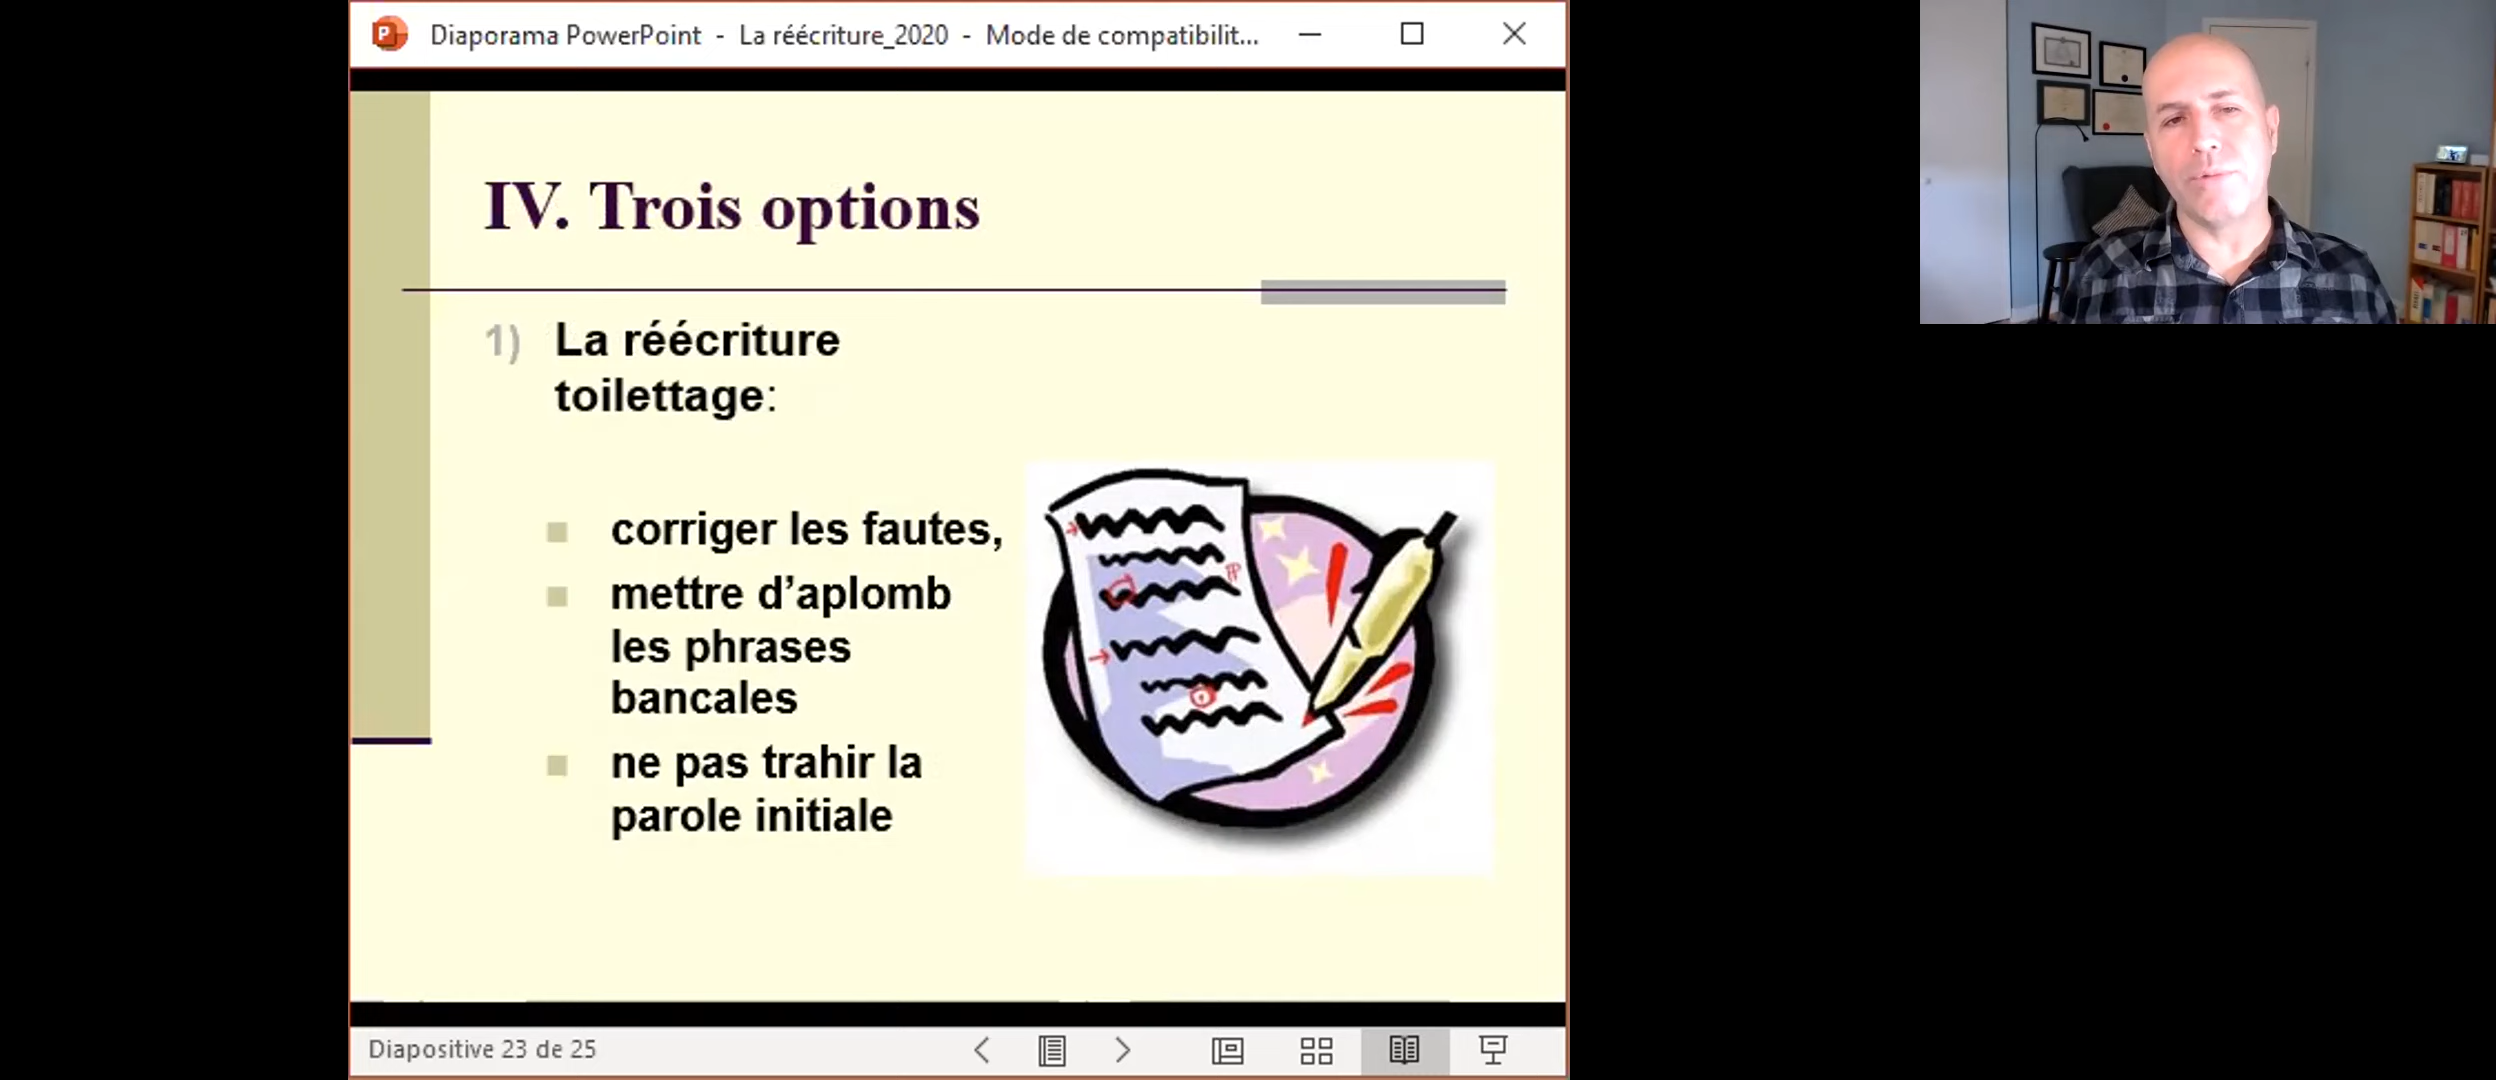 Diaporama PowerPoint - La réécriture_2020 - Mode de compatibilit...
IV. Trois options
1) La réécriture
toilettage:
corriger les fautes,
mettre d’aplomb
les phrases
bancales
ne pas trahir la
parole initiale
Diapositive 23 de 25